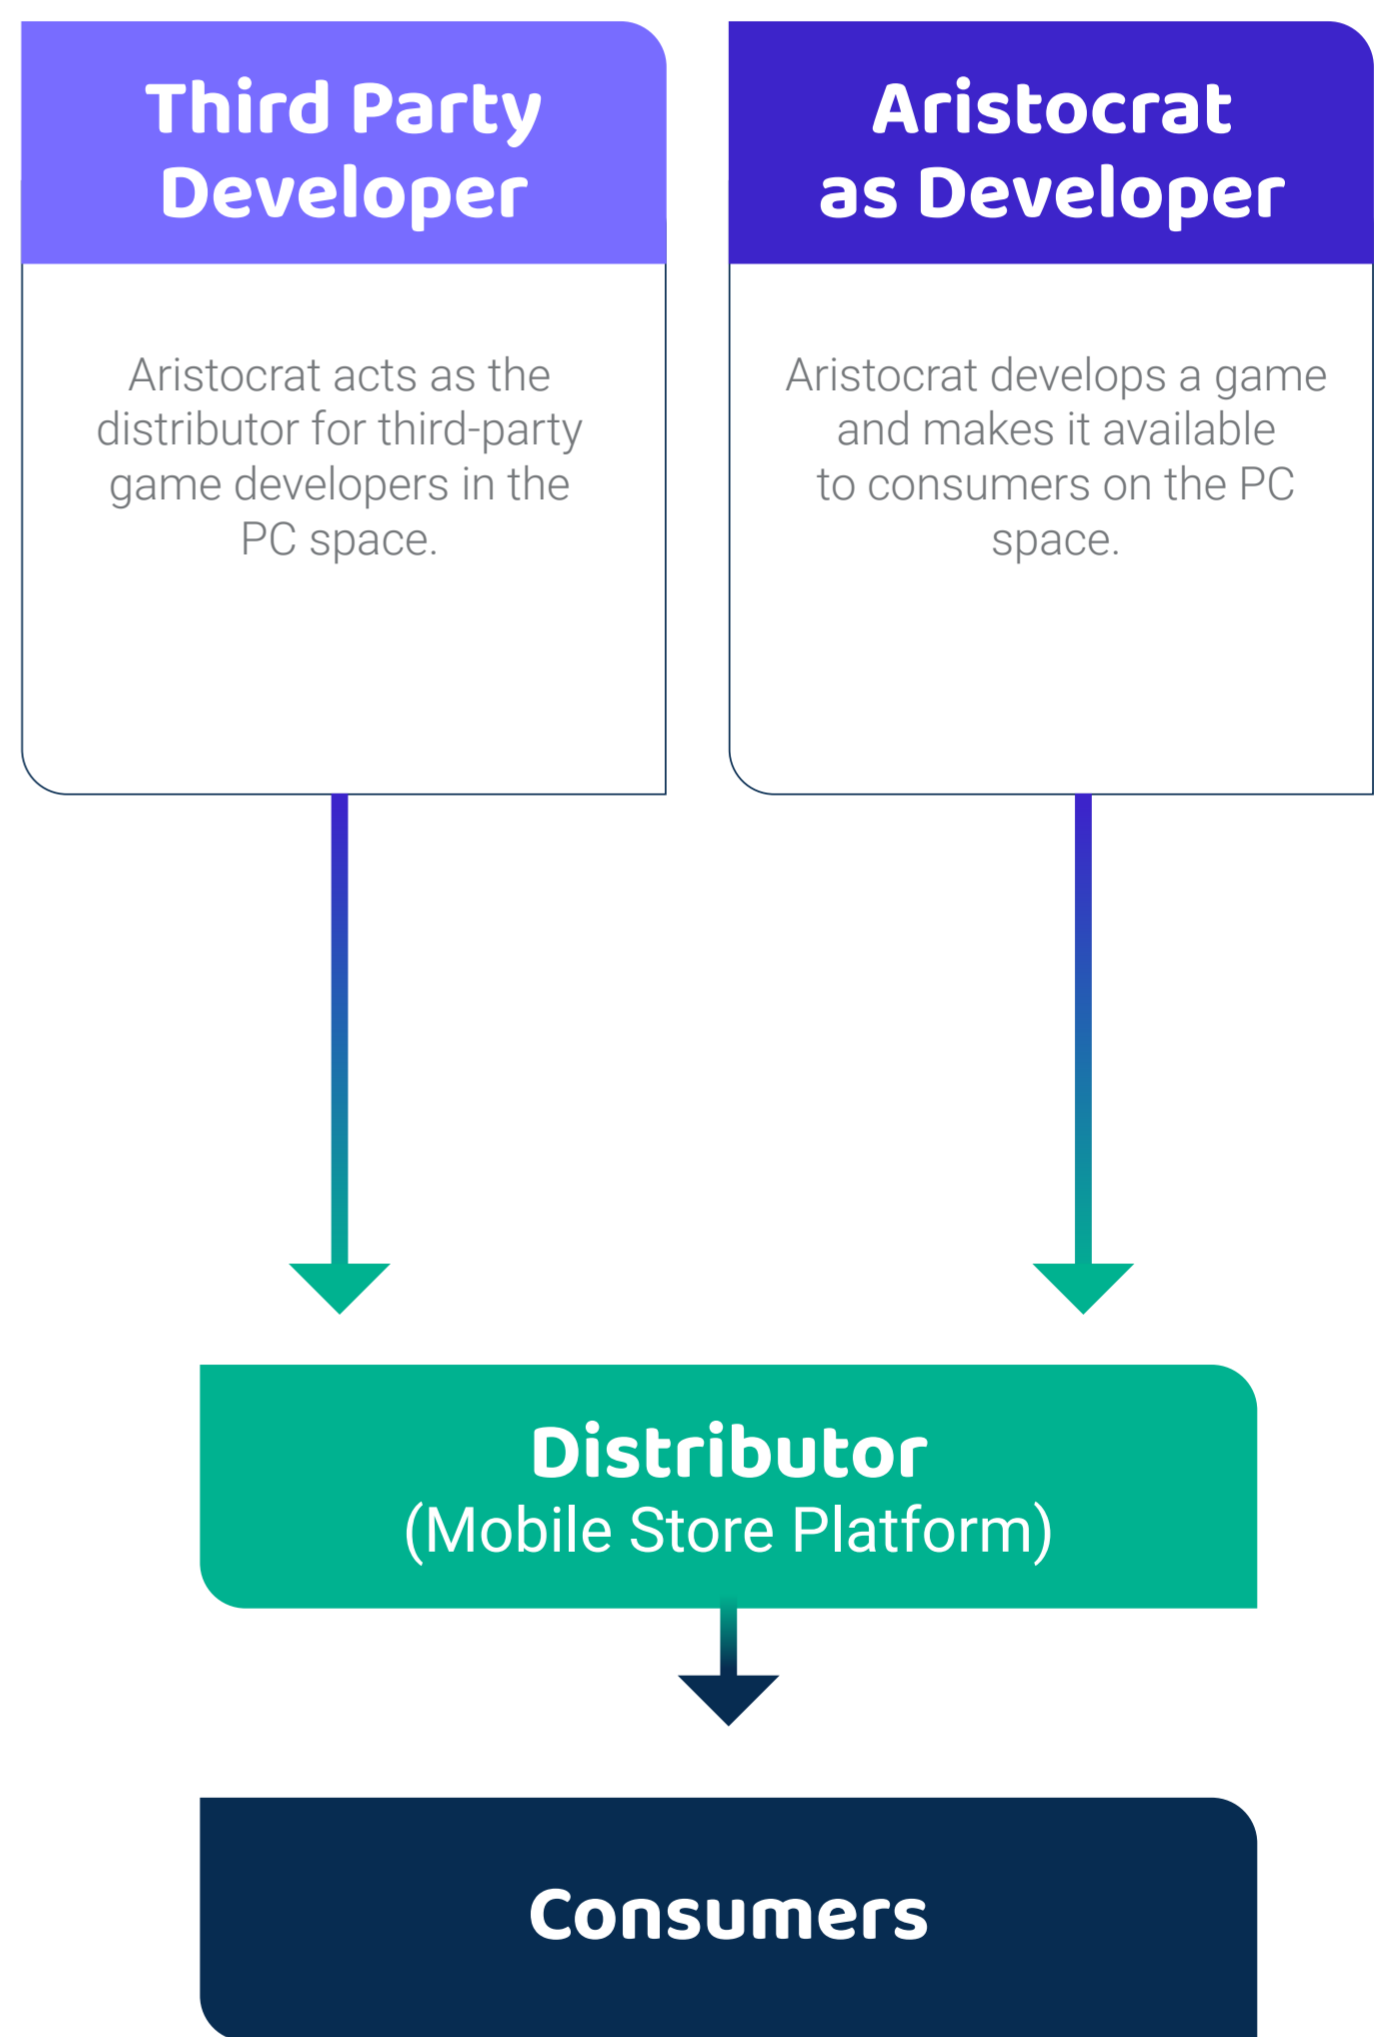 Third Party
Developer
Aristocrat acts as the
distributor for third-party
game developers in the
PC space.
Aristocrat
as Developer
Aristocrat develops a game
and makes it available
to consumers on the PC
space.
Distributor
(Mobile Store Platform)
Consumers